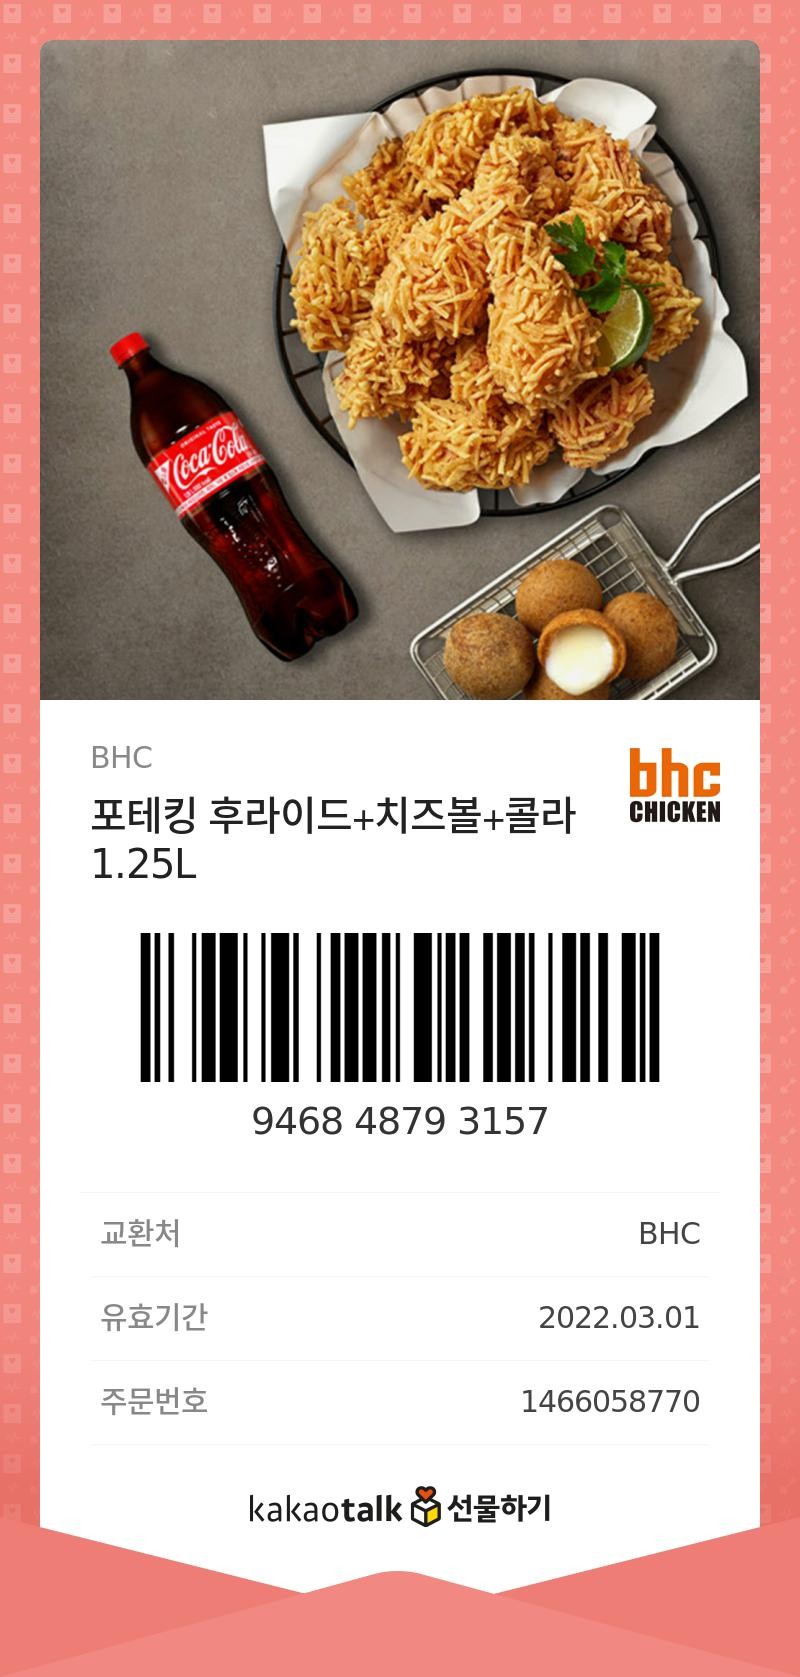 ORIGINAL TASTE
Coca-Cola
BHC
bhc
CHICKEN
포테킹 후라이드+치즈볼+콜라
1.25L
9468 4879 3157
교환처 BHC
유효기간 2022.03.01
주문번호 1466058770
kakaotalk 선물하기